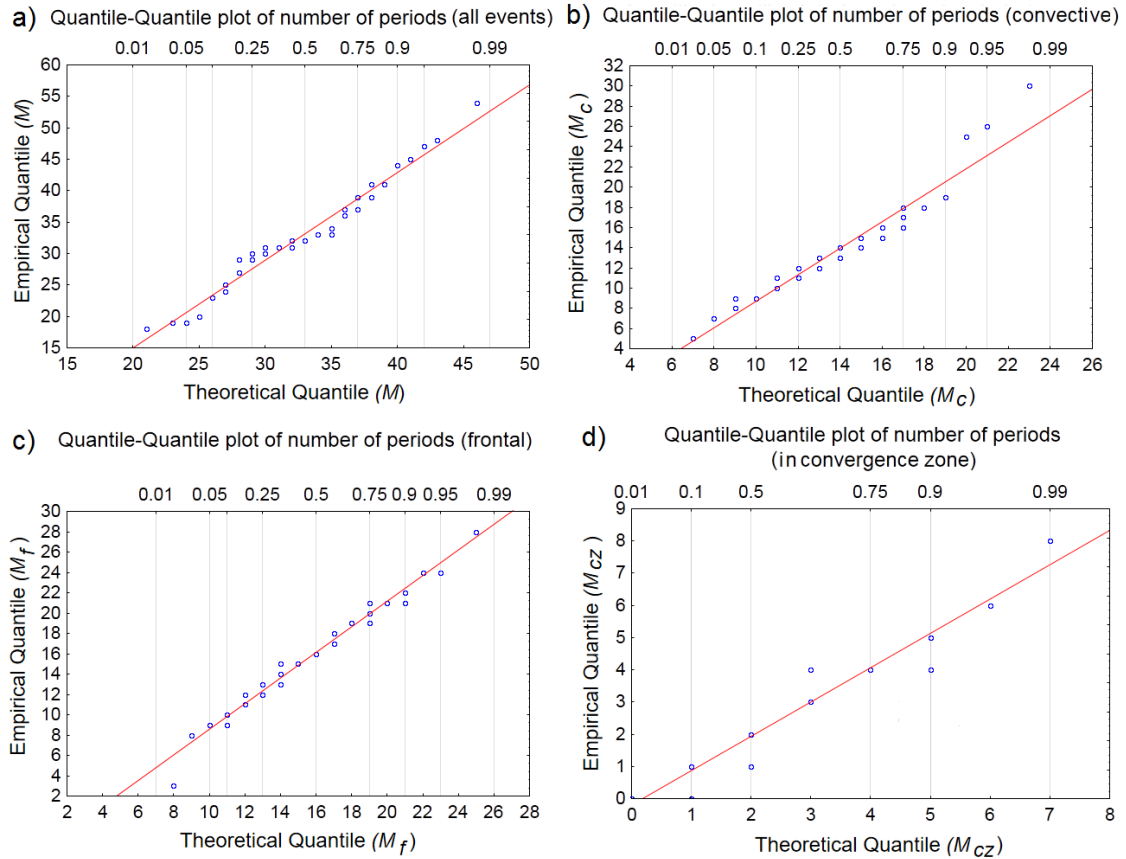 a) Quantile-Quantile plot of number of periods (all events)
0.01 0.05 0.25 0.5 0.75 0.9 0.99
60
55
50
45
40
35
30
25
20
15
Empirical Quantile (M)
15 20 25 30 35 40 45 50
Theoretical Quantile (M)
b) Quantile-Quantile plot of number of periods (convective)
0.01 0.05 0.1 0.25 0.5 0.75 0.9 0.95 0.99
32
30
28
26
24
22
20
18
16
14
12
10
8
6
4
Empirical Quantile (Mc)
4 6 8 10 12 14 16 18 20 22 24 26
Theoretical Quantile (Mc)
c) Quantile-Quantile plot of number of periods (frontal)
0.01 0.05 0.25 0.5 0.75 0.9 0.95 0.99
30
28
26
24
22
20
18
16
14
12
10
8
6
4
2
Empirical Quantile (Mf)
2 4 6 8 10 12 14 16 18 20 22 24 26 28
Theoretical Quantile (Mf)
d) Quantile-Quantile plot of number of periods
(in convergence zone)
0.01 0.1 0.5 0.75 0.9 0.99
9
8
7
6
5
4
3
2
1
0
Empirical Quantile (Mcz)
0 1 2 3 4 5 6 7 8
Theoretical Quantile (Mcz)